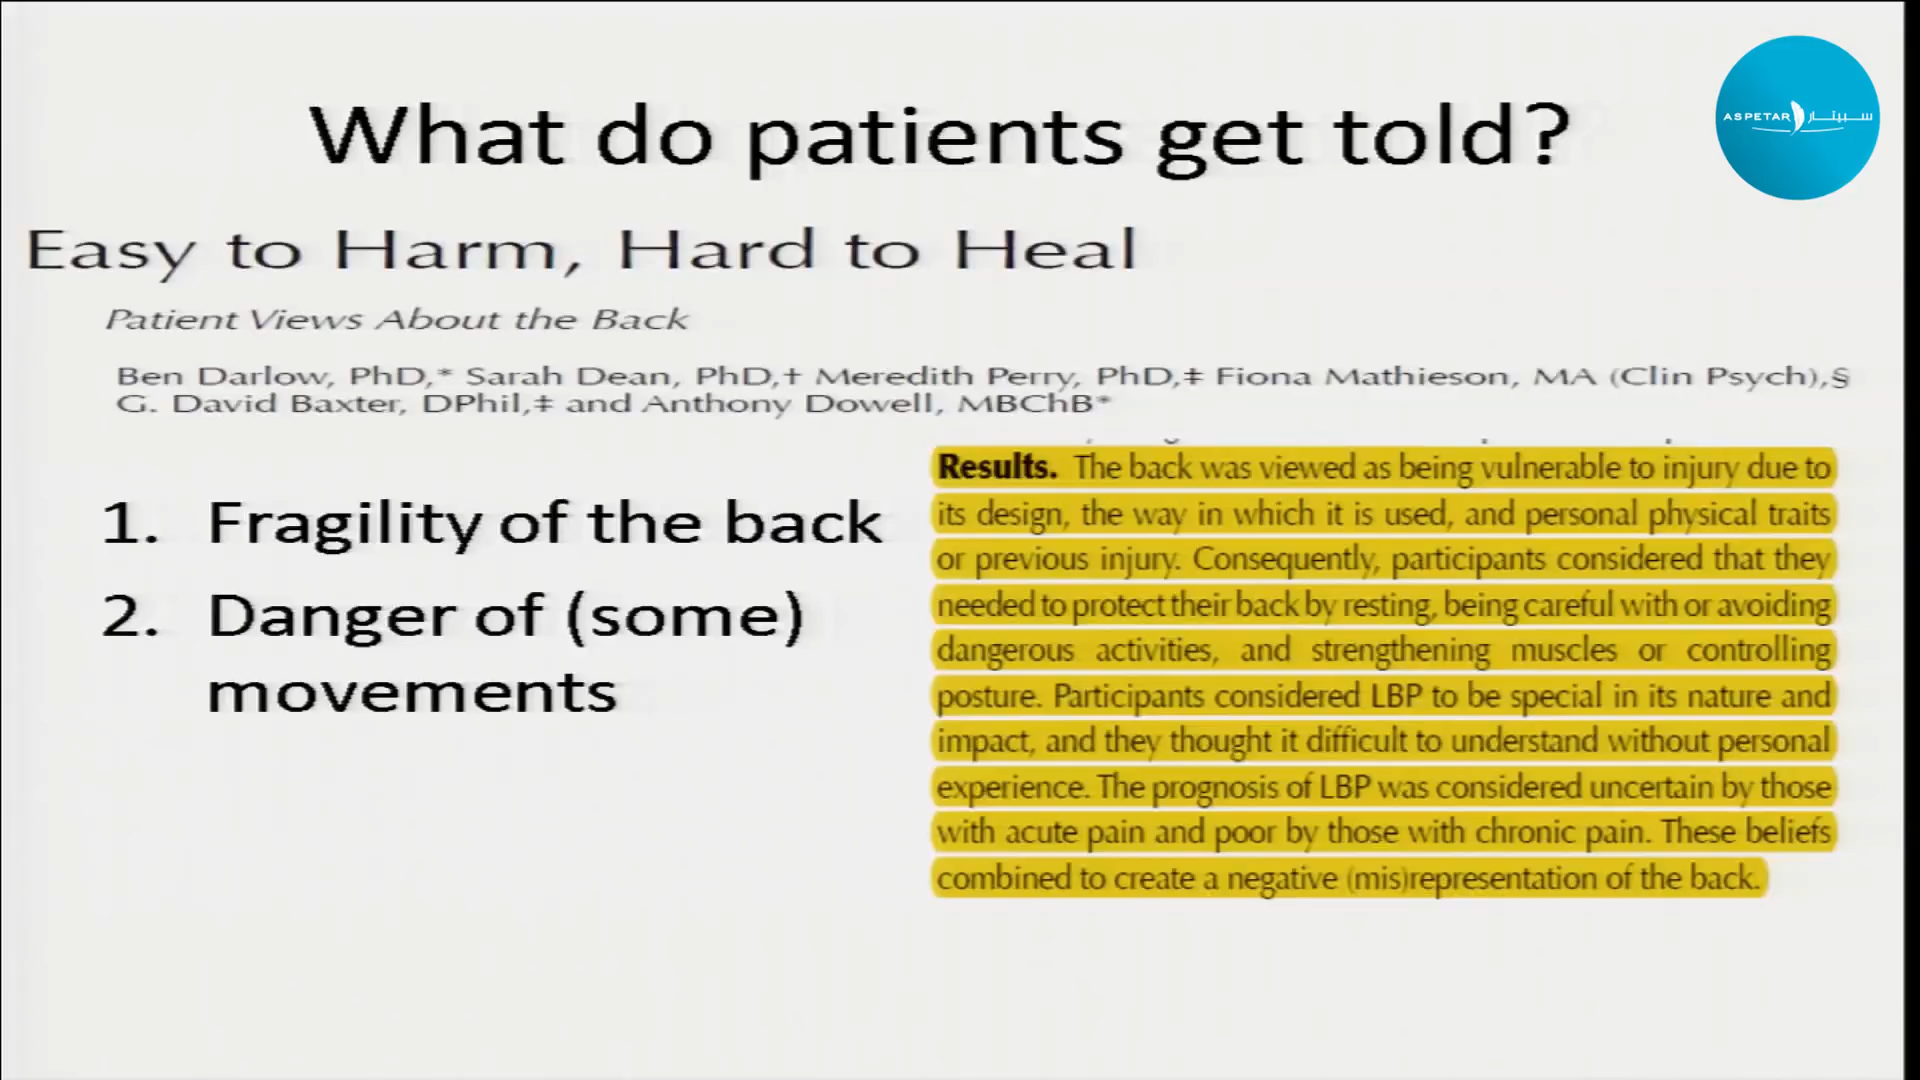 What do patients get told?
ASPETAR سبيتار
Easy to Harm, Hard to Heal
Patient Views About the Back
Ben Darlow, PhD,* Sarah Dean, PhD,† Meredith Perry, PhD,‡ Fiona Mathieson, MA (Clin Psych),§
G. David Baxter, DPhil,‡ and Anthony Dowell, MBChB*
1. Fragility of the back
2. Danger of (some)
movements
Results. The back was viewed as being vulnerable to injury due to
its design, the way in which it is used, and personal physical traits
or previous injury. Consequently, participants considered that they
needed to protect their back by resting, being careful with or avoiding
dangerous activities, and strengthening muscles or controlling
posture. Participants considered LBP to be special in its nature and
impact, and they thought it difficult to understand without personal
experience. The prognosis of LBP was considered uncertain by those
with acute pain and poor by those with chronic pain. These beliefs
combined to create a negative (mis)representation of the back.